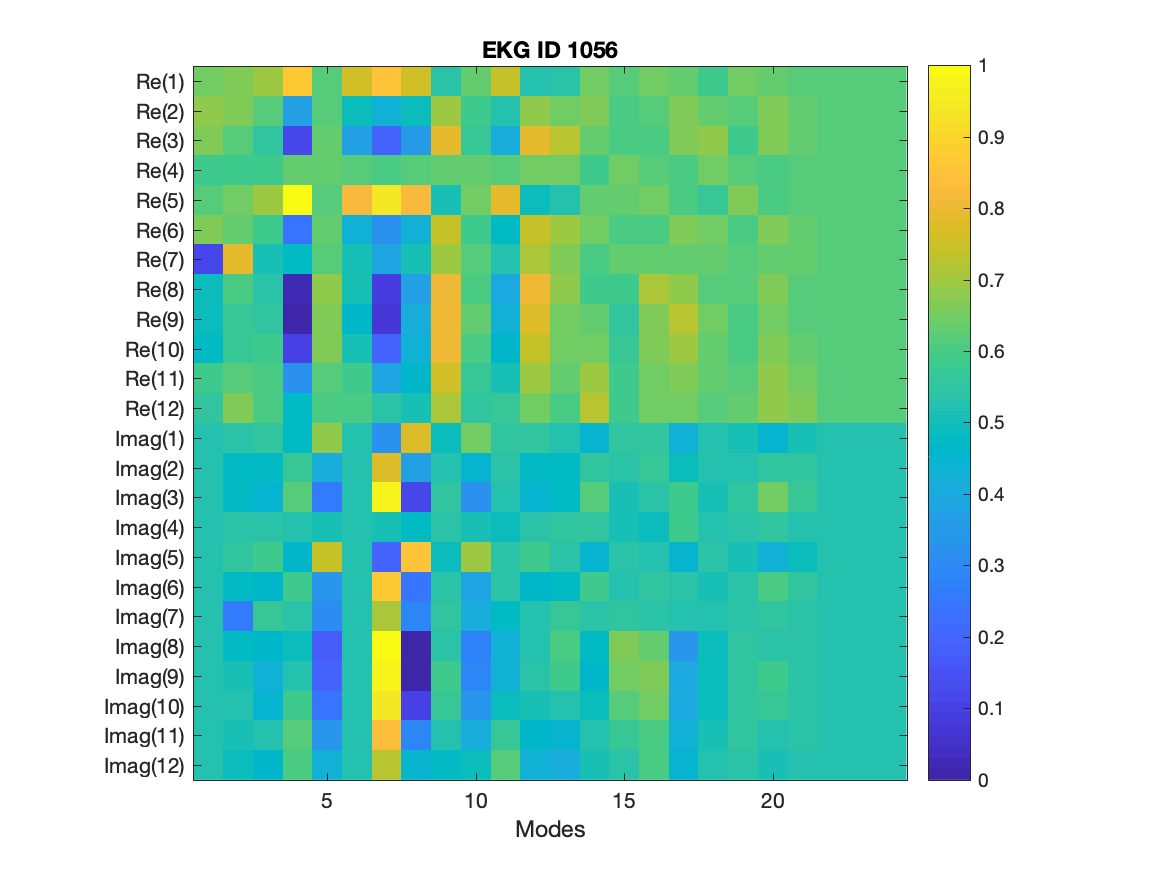 EKG ID 1056
Re(1)
Re(2)
Re(3)
Re(4)
Re(5)
Re(6)
Re(7)
Re(8)
Re(9)
Re(10)
Re(11)
Re(12)
Imag(1)
Imag(2)
Imag(3)
Imag(4)
Imag(5)
Imag(6)
Imag(7)
Imag(8)
Imag(9)
Imag(10)
Imag(11)
Imag(12)
5 10 15 20
Modes
1
0.9
0.8
0.7
0.6
0.5
0.4
0.3
0.2
0.1
0